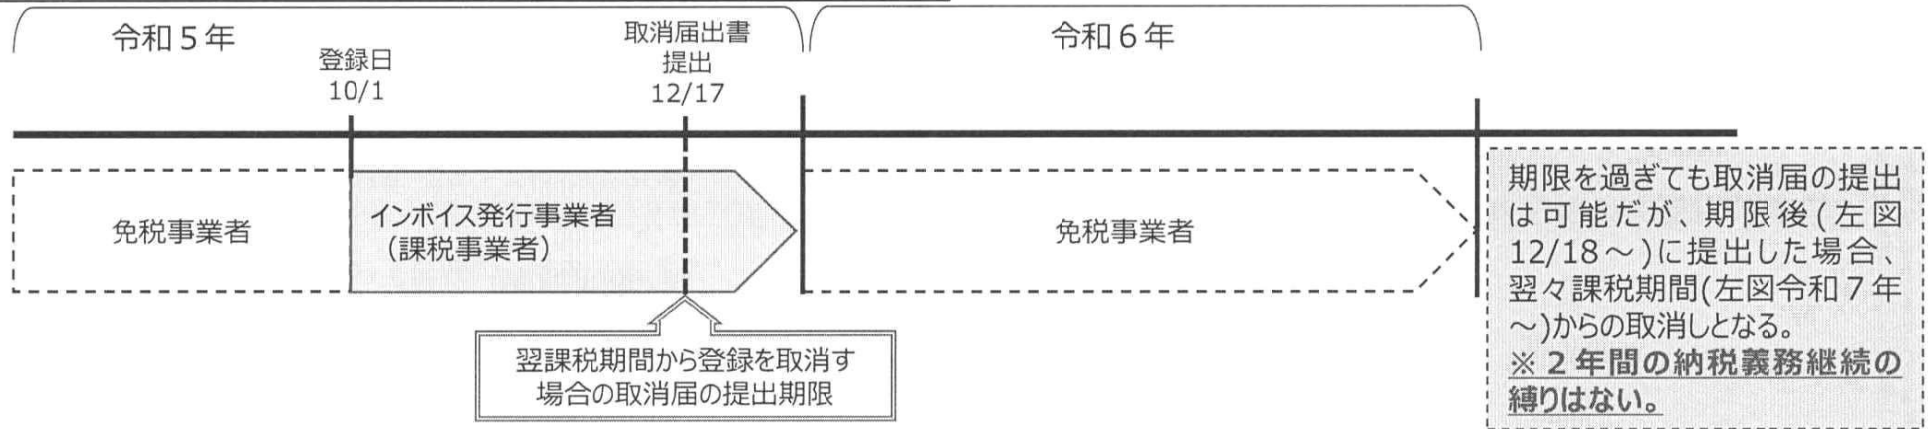 令和５年
登録日
10/1
取消届出書
提出
12/17
令和６年
免税事業者
インボイス発行事業者
（課税事業者）
免税事業者
翌課税期間から登録を取消す
場合の取消届の提出期限
期限を過ぎても取消届の提出
は可能だが、期限後(左図
12/18～)に提出した場合、
翌々課税期間(左図令和７年
～)からの取消しとなる。
※２年間の納税義務継続の
縛りはない。